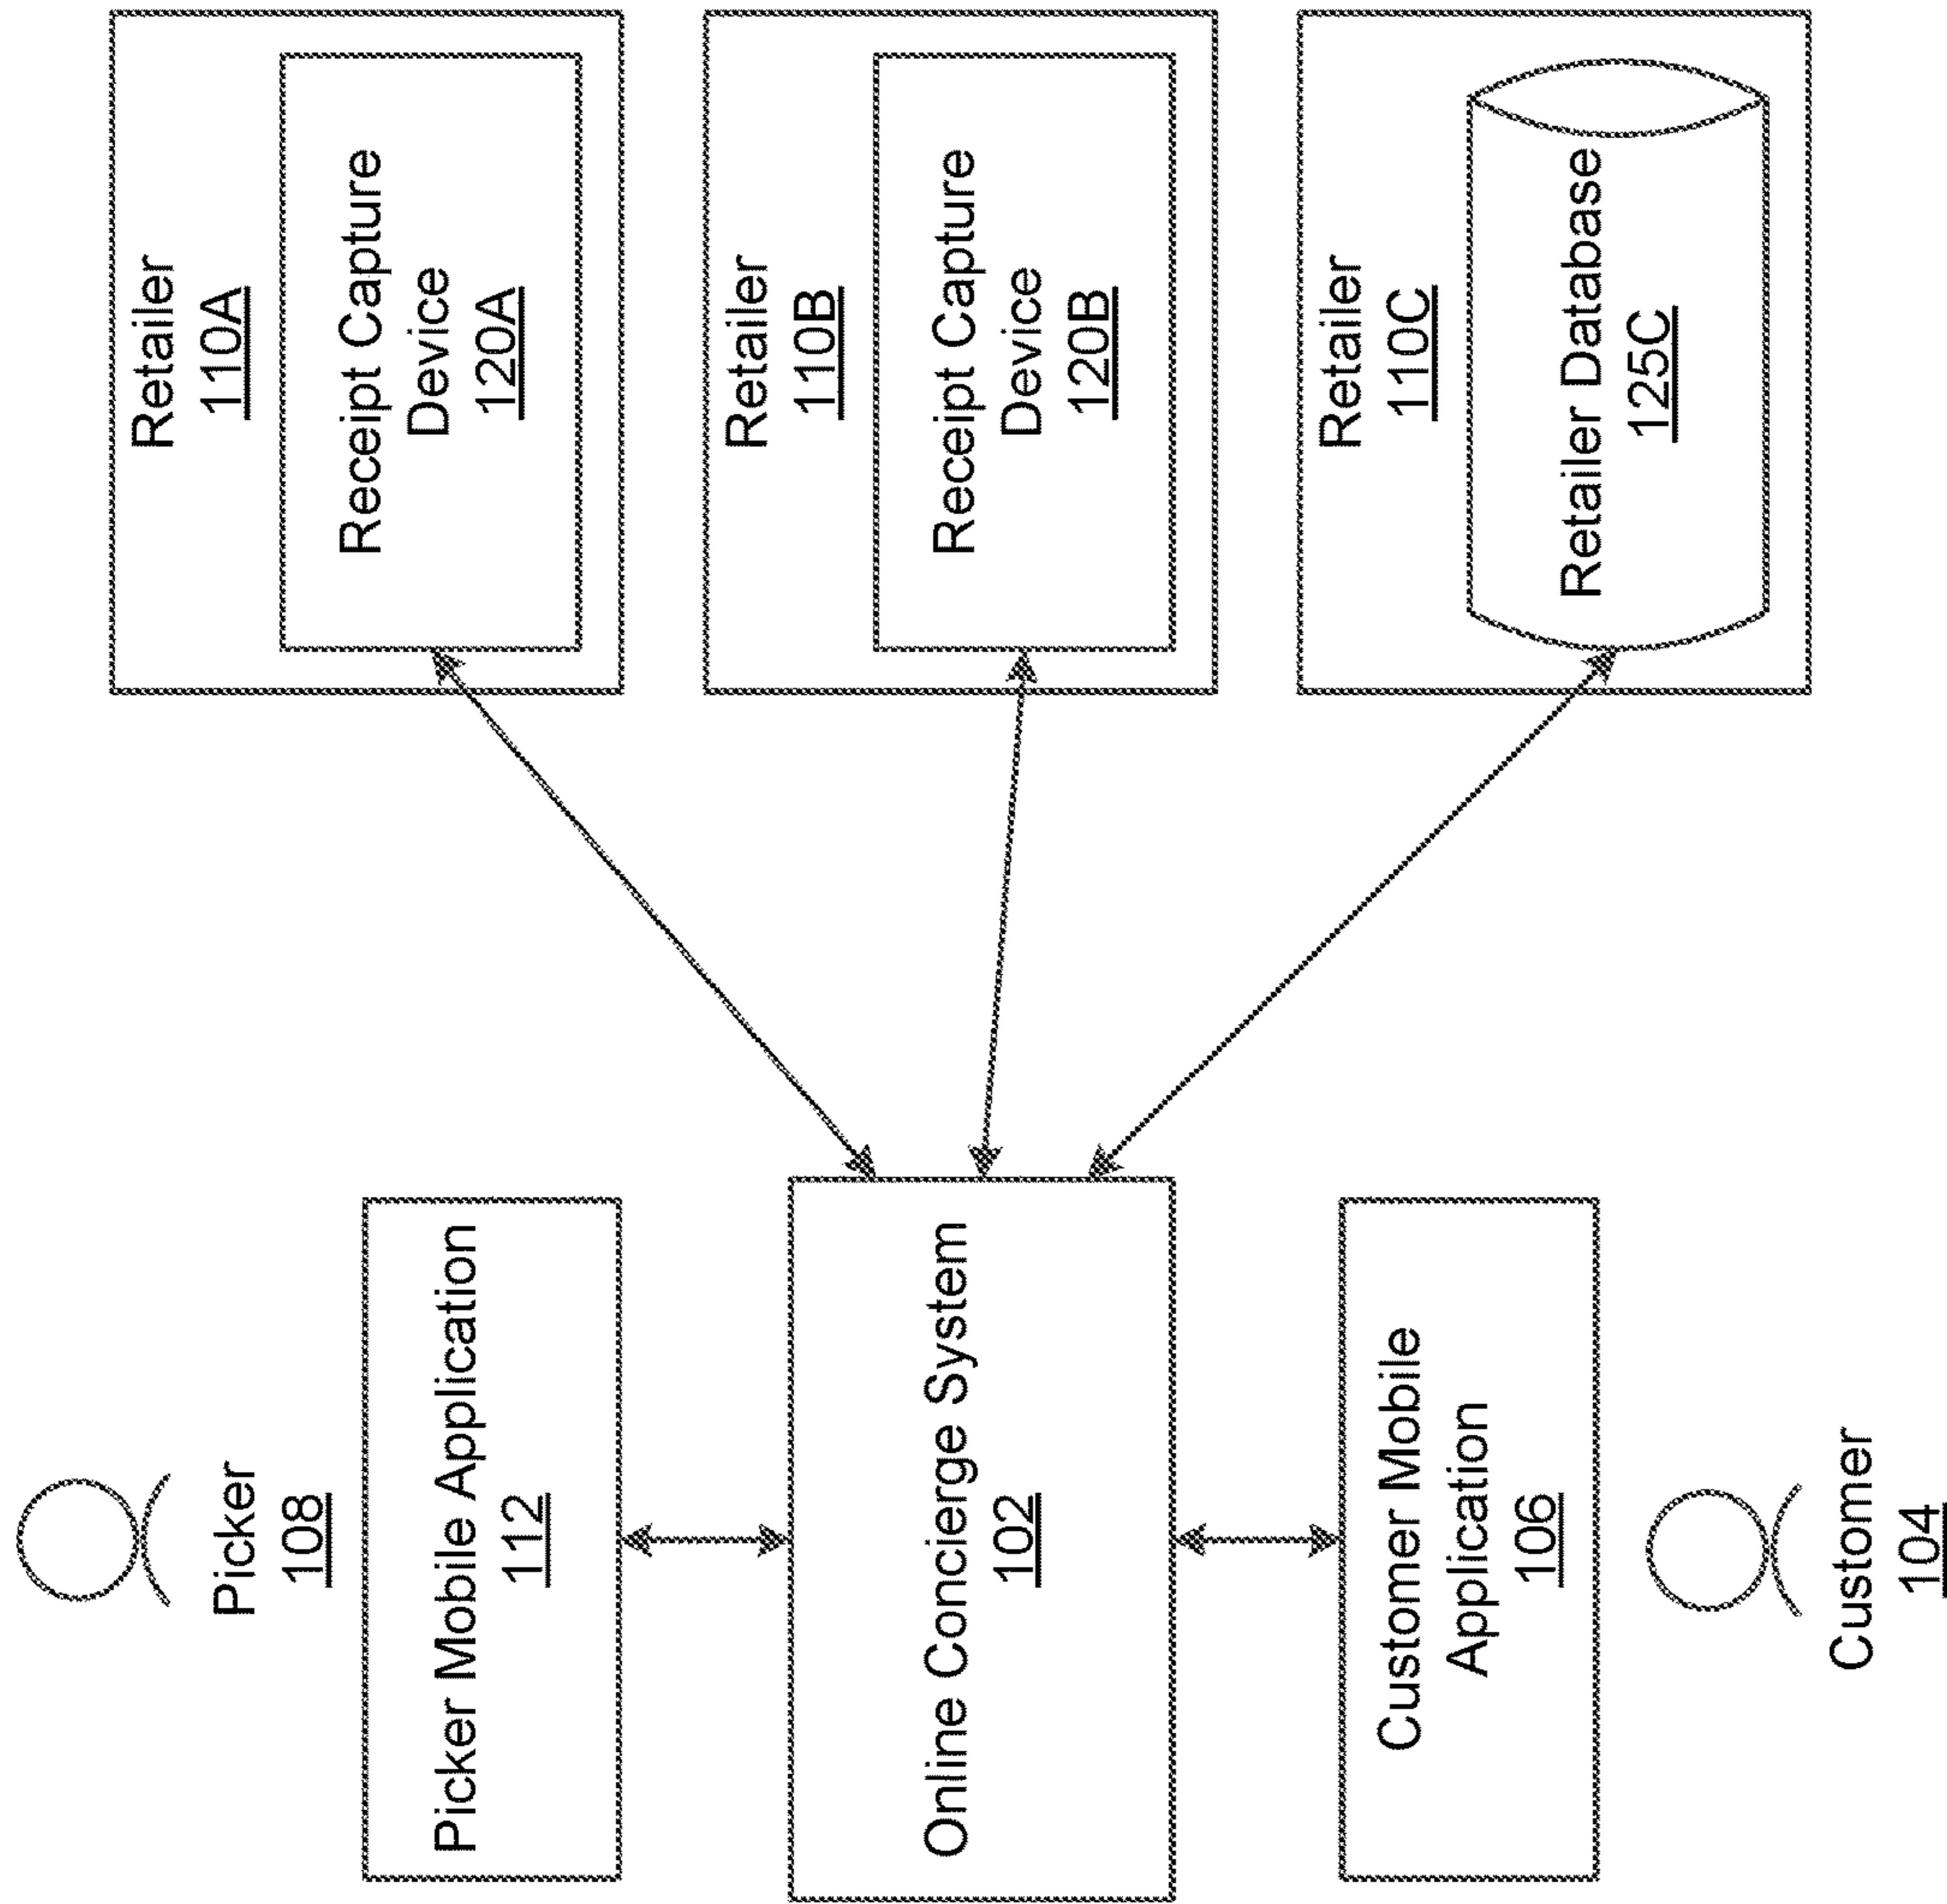 Picker
108
Picker Mobile Application
112
Online Concierge System
102
Customer Mobile
Application
106
Customer
104
Retailer
110A
Receipt Capture
Device
120A
Retailer
110B
Receipt Capture
Device
120B
Retailer
110C
Retailer Database
125C